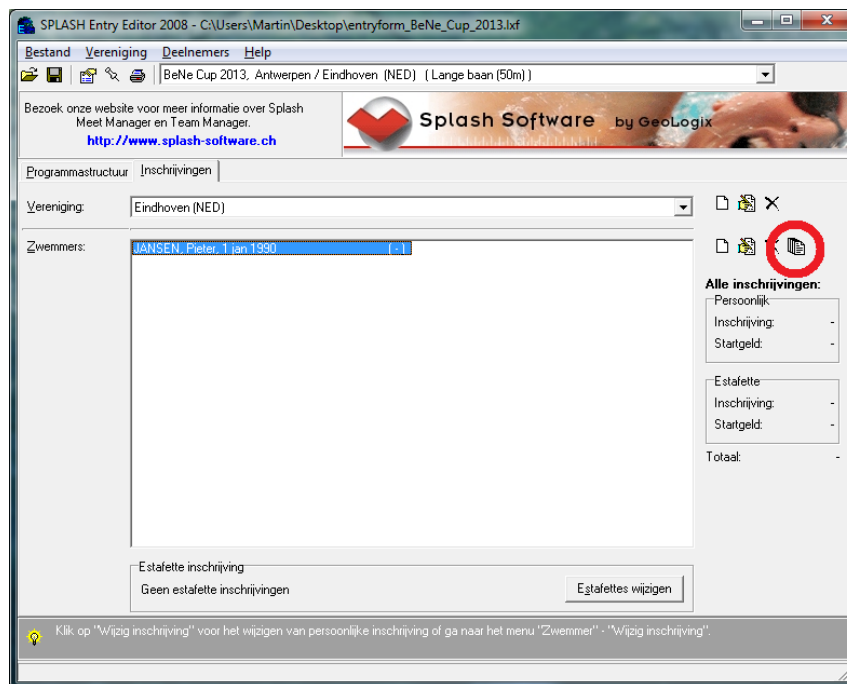 SPLASH Entry Editor 2008 - C:\Users\Martin\Desktop\entryform_BeNe_Cup_2013.lxf
Bestand Vereniging Deelnemers Help
BeNe Cup 2013, Antwerpen / Eindhoven (NED) (Lange baan (50m))
Bezoek onze website voor meer informatie over Splash
Meet Manager en Team Manager.
http://www.splash-software.ch
Splash Software by GeoLogix
Programmastructuur Inschrijvingen
Vereniging: Eindhoven (NED)
Zwemmers: JANSEN, Pieter, 1 jan 1990 ( - )
Alle inschrijvingen:
Persoonlijk
Inschrijving: -
Startgeld: -
Estafette
Inschrijving: -
Startgeld: -
Totaal: -
Estafette inschrijving
Geen estafette inschrijvingen Estafettes wijzigen
Klik op "Wijzig inschrijving" voor het wijzigen van persoonlijke inschrijving of ga naar het menu "Zwemmer" - "Wijzig inschrijving".